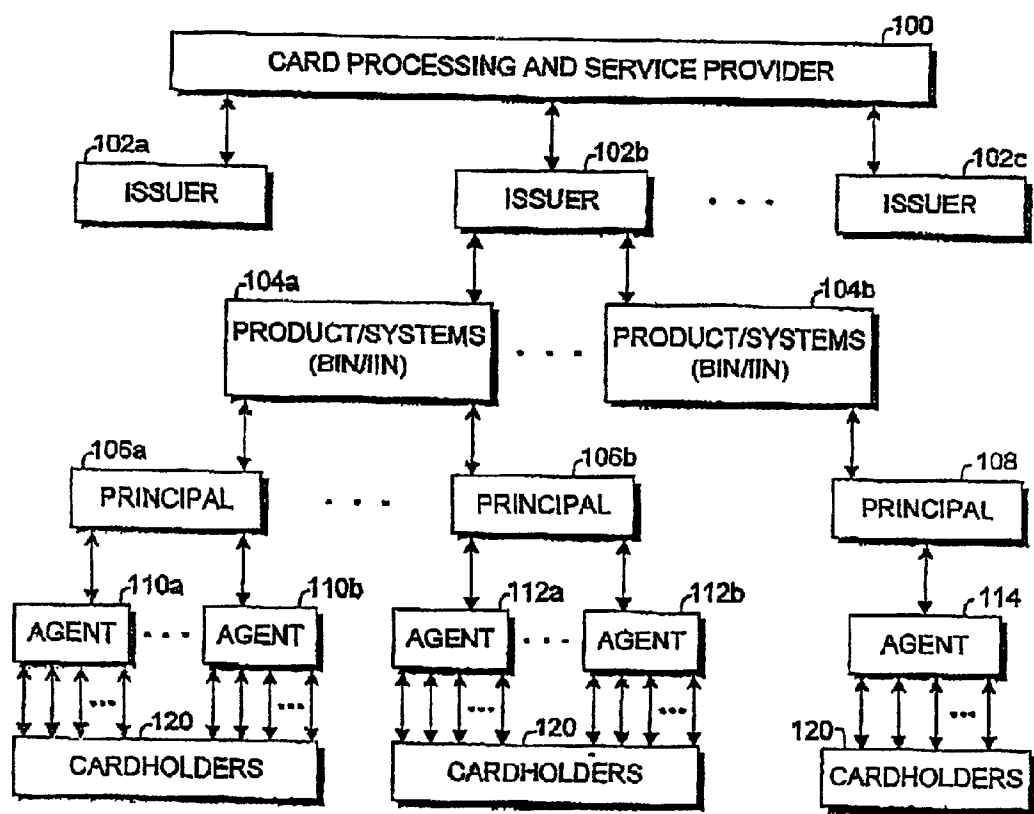 100
CARD PROCESSING AND SERVICE PROVIDER
102a
102b
102c
ISSUER
ISSUER
. . .
ISSUER
104a
104b
PRODUCT/SYSTEMS
(BIN/IIN)
. . .
PRODUCT/SYSTEMS
(BIN/IIN)
106a
106b
108
PRINCIPAL
. . .
PRINCIPAL
PRINCIPAL
110a
110b
112a
112b
114
AGENT
. . .
AGENT
AGENT
. . .
AGENT
AGENT
...
...
...
...
...
120
120
120
CARDHOLDERS
CARDHOLDERS
CARDHOLDERS